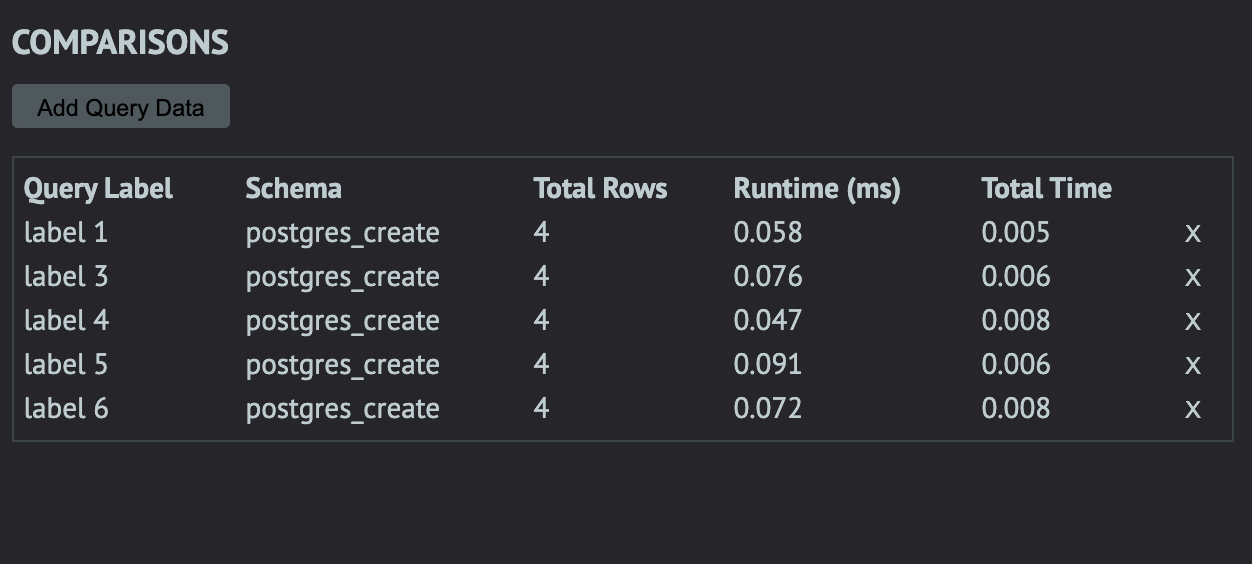 COMPARISONS
Add Query Data
Query Label Schema Total Rows Runtime (ms) Total Time
label 1 postgres_create 4 0.058 0.005 x
label 3 postgres_create 4 0.076 0.006 x
label 4 postgres_create 4 0.047 0.008 x
label 5 postgres_create 4 0.091 0.006 x
label 6 postgres_create 4 0.072 0.008 x